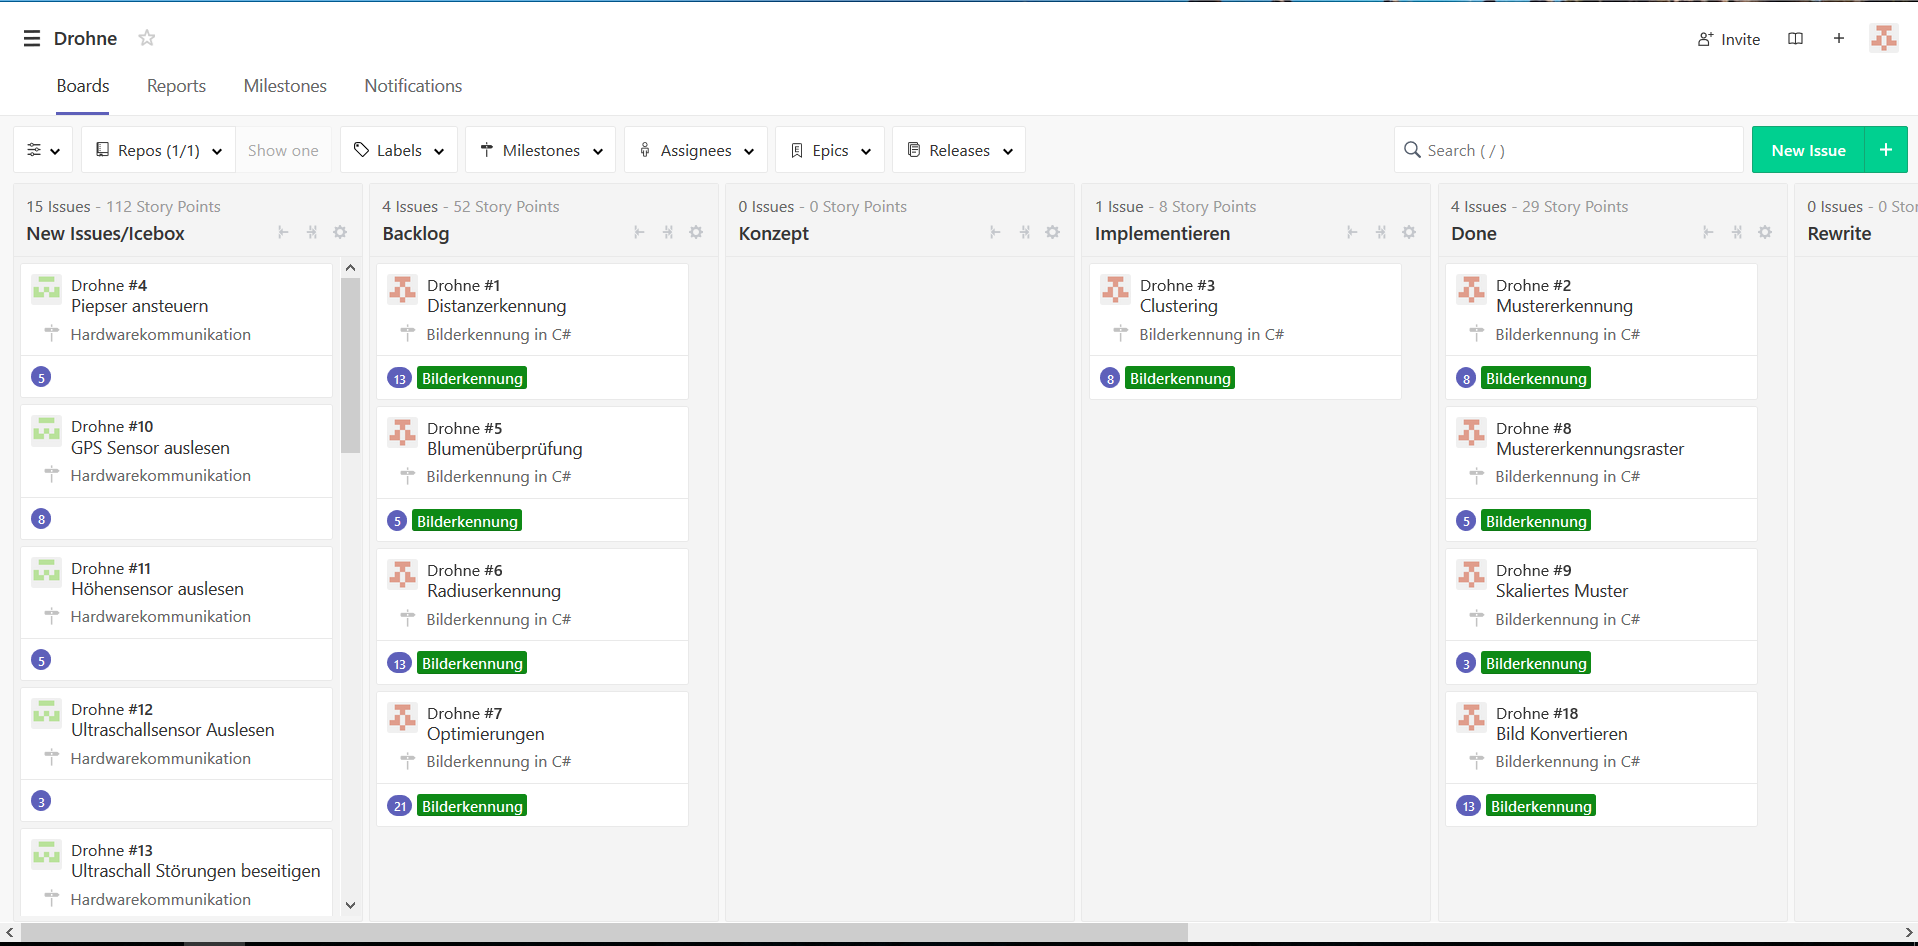 Drohne
Invite
Boards Reports Milestones Notifications
Repos (1/1) Show one Labels Milestones Assignees Epics Releases Search ( / ) New Issue +
15 Issues - 112 Story Points
New Issues/Icebox
Drohne #4
Piepser ansteuern
Hardwarekommunikation
5
Drohne #10
GPS Sensor auslesen
Hardwarekommunikation
8
Drohne #11
Höhensensor auslesen
Hardwarekommunikation
5
Drohne #12
Ultraschallsensor Auslesen
Hardwarekommunikation
3
Drohne #13
Ultraschall Störungen beseitigen
Hardwarekommunikation
4 Issues - 52 Story Points
Backlog
Drohne #1
Distanzerkennung
Bilderkennung in C#
13 Bilderkennung
Drohne #5
Blumenüberprüfung
Bilderkennung in C#
5 Bilderkennung
Drohne #6
Radiuserkennung
Bilderkennung in C#
13 Bilderkennung
Drohne #7
Optimierungen
Bilderkennung in C#
21 Bilderkennung
0 Issues - 0 Story Points
Konzept
1 Issue - 8 Story Points
Implementieren
Drohne #3
Clustering
Bilderkennung in C#
8 Bilderkennung
4 Issues - 29 Story Points
Done
Drohne #2
Mustererkennung
Bilderkennung in C#
8 Bilderkennung
Drohne #8
Mustererkennungsraster
Bilderkennung in C#
5 Bilderkennung
Drohne #9
Skaliertes Muster
Bilderkennung in C#
3 Bilderkennung
Drohne #18
Bild Konvertieren
Bilderkennung in C#
13 Bilderkennung
0 Issues - 0 Stor
Rewrite